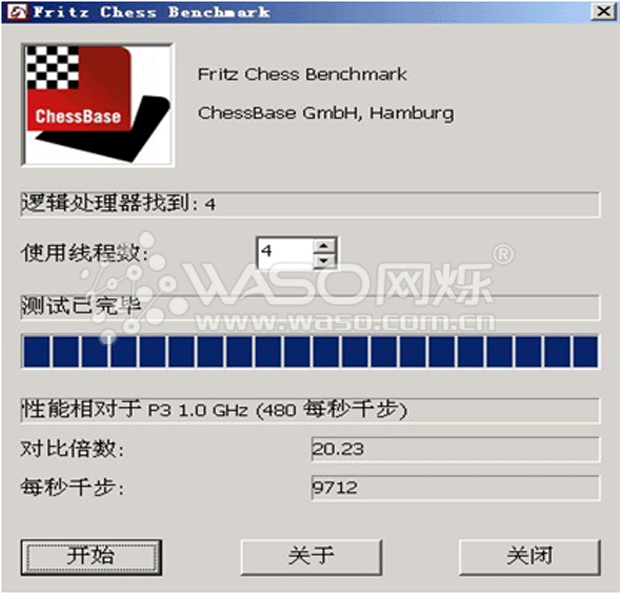 Fritz Chess Benchmark
ChessBase
Fritz Chess Benchmark
ChessBase GmbH, Hamburg
逻辑处理器找到: 4
使用线程数: 4
WASO网烁®
测试已完毕
www.waso.com.cn
性能相对于 P3 1.0 GHz (480 每秒千步)
对比倍数: 20.23
每秒千步: 9712
开始 关于 关闭